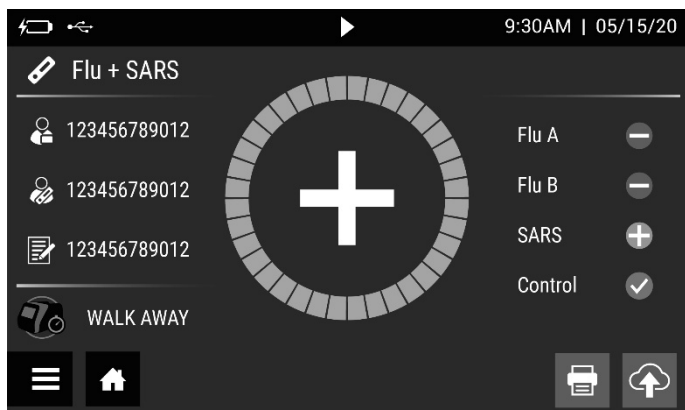 9:30AM | 05/15/20
Flu + SARS
123456789012
123456789012
123456789012
WALK AWAY
Flu A
Flu B
SARS
Control